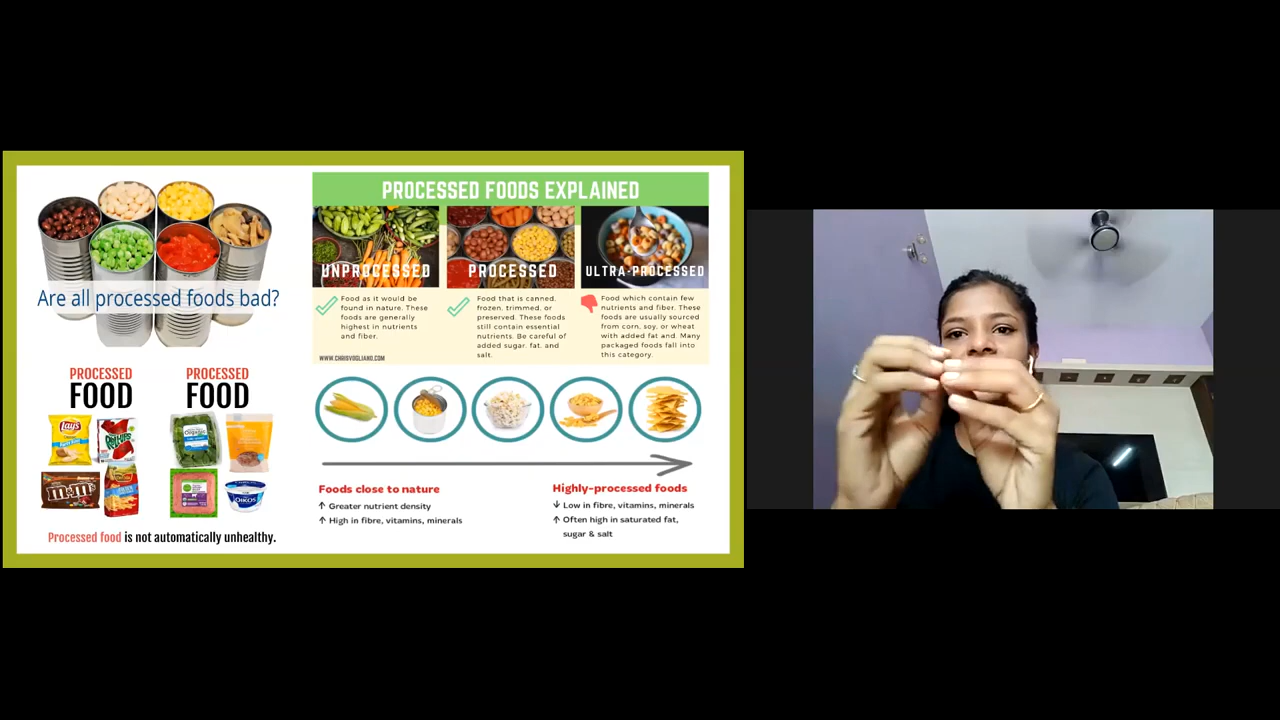 Are all processed foods bad?
PROCESSED
FOOD
PROCESSED
FOOD
Lay's
m&m's
OIKOS
Processed food is not automatically unhealthy.
PROCESSED FOODS EXPLAINED
UNPROCESSED
Food as it would be
found in nature. These
foods are generally
highest in nutrients
and fiber.
WWW.CHRISVOGLIANO.COM
PROCESSED
Food that is canned,
frozen, trimmed, or
preserved. These foods
still contain essential
nutrients. Be careful of
added sugar, fat, and
salt.
ULTRA-PROCESSED
Food which contain few
nutrients and fiber. These
foods are usually sourced
from corn, soy, or wheat
with added fat and. Many
packaged foods fall into
this category.
Foods close to nature
↑ Greater nutrient density
↑ High in fibre, vitamins, minerals
Highly-processed foods
↓ Low in fibre, vitamins, minerals
↑ Often high in saturated fat,
sugar & salt